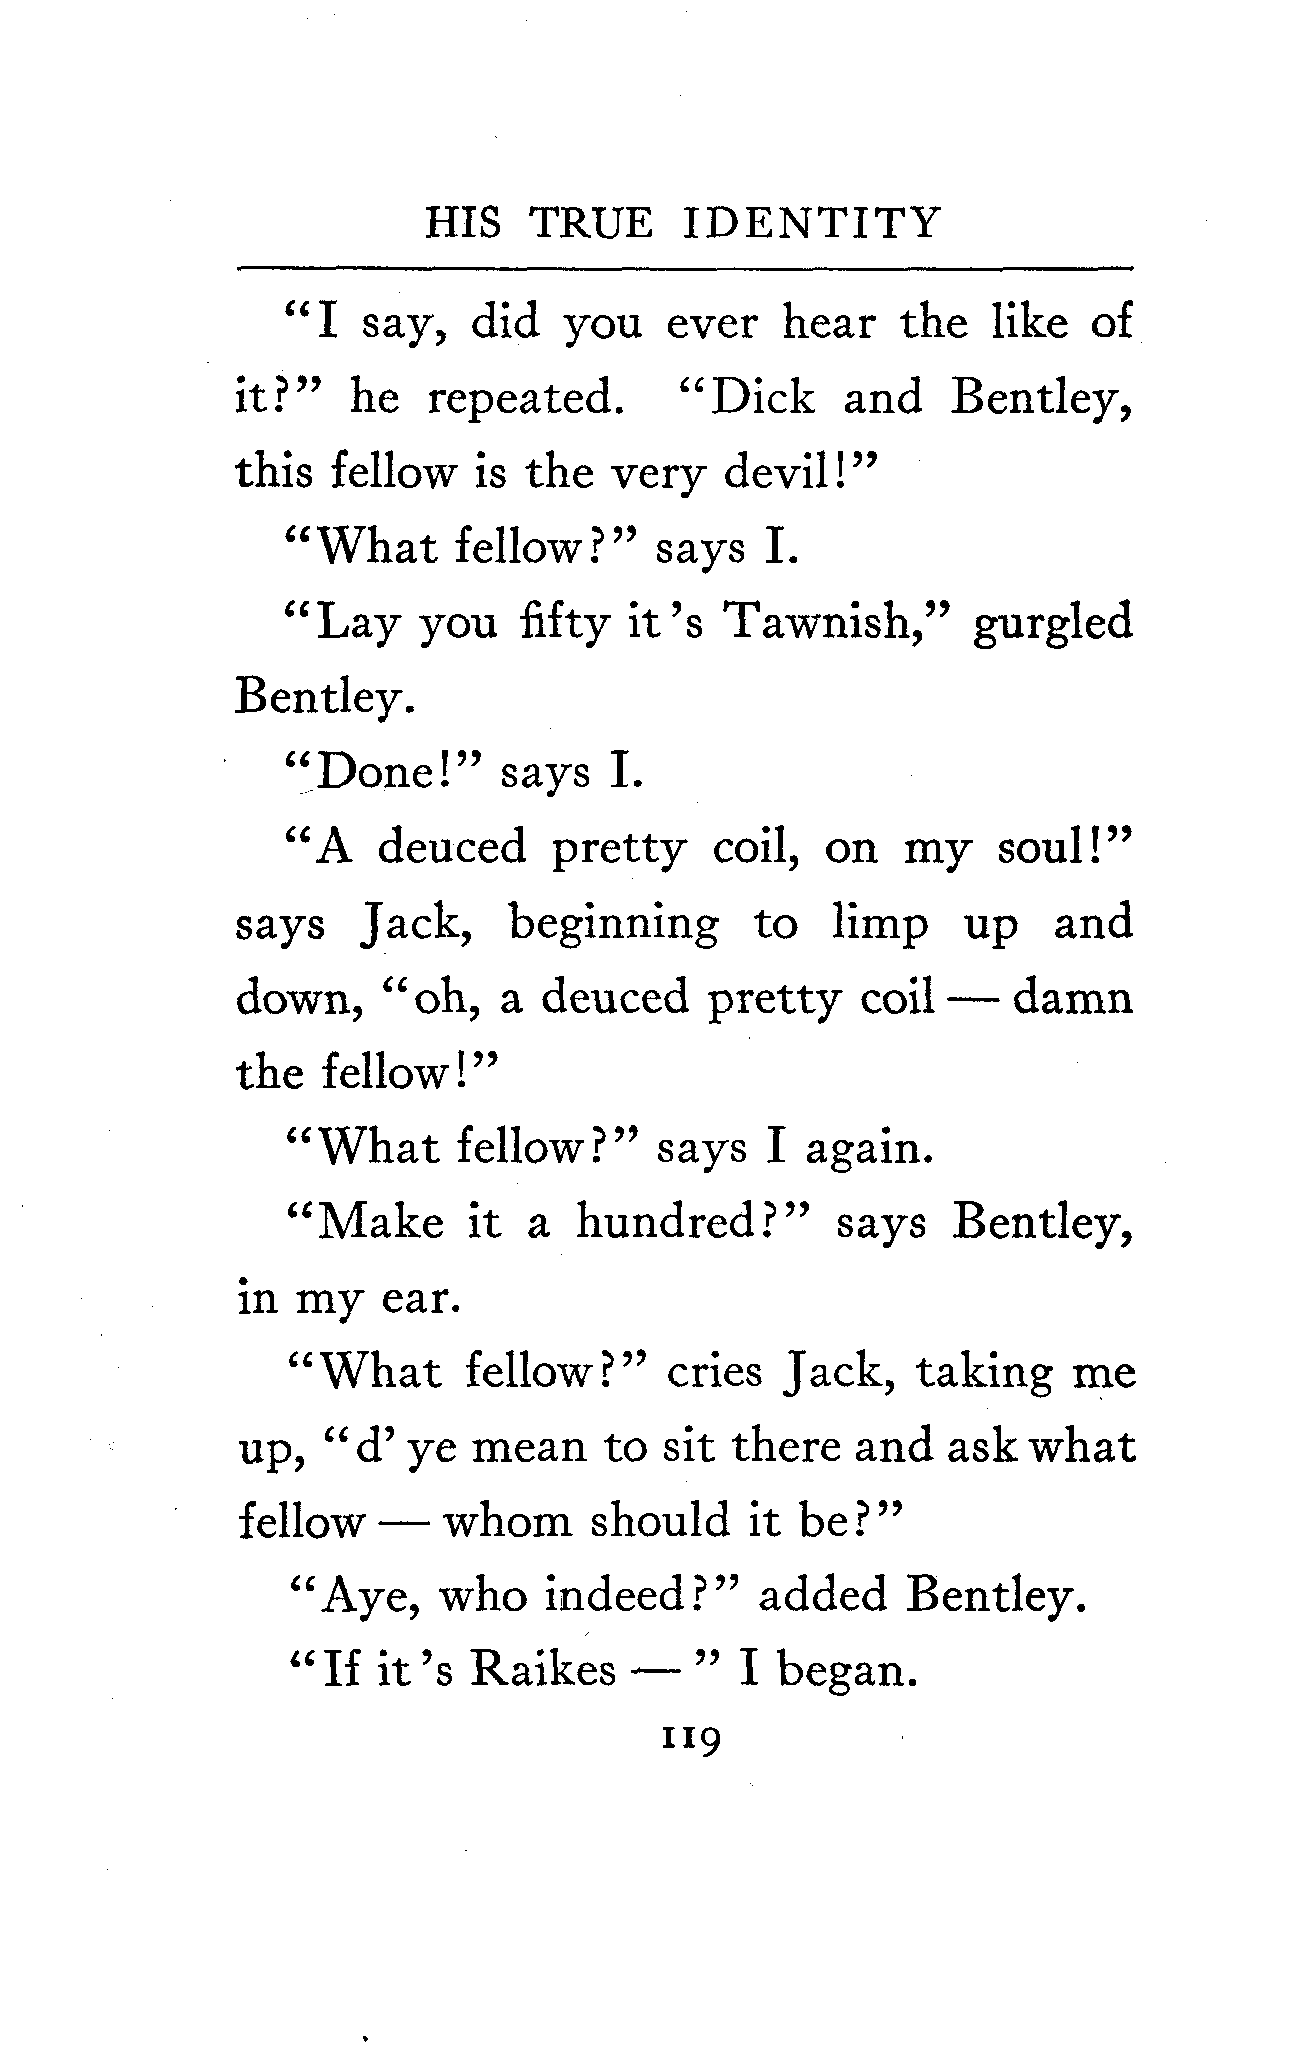 HIS TRUE IDENTITY
“I say, did you ever hear the like of
it?” he repeated. “Dick and Bentley,
this fellow is the very devil!”
“What fellow?” says I.
“Lay you fifty it’s Tawnish,” gurgled
Bentley.
“Done!” says I.
“A deuced pretty coil, on my soul!”
says Jack, beginning to limp up and
down, “oh, a deuced pretty coil — damn
the fellow!”
“What fellow?” says I again.
“Make it a hundred?” says Bentley,
in my ear.
“What fellow?” cries Jack, taking me
up, “d’ ye mean to sit there and ask what
fellow — whom should it be?”
“Aye, who indeed?” added Bentley.
“If it’s Raikes — ” I began.
119